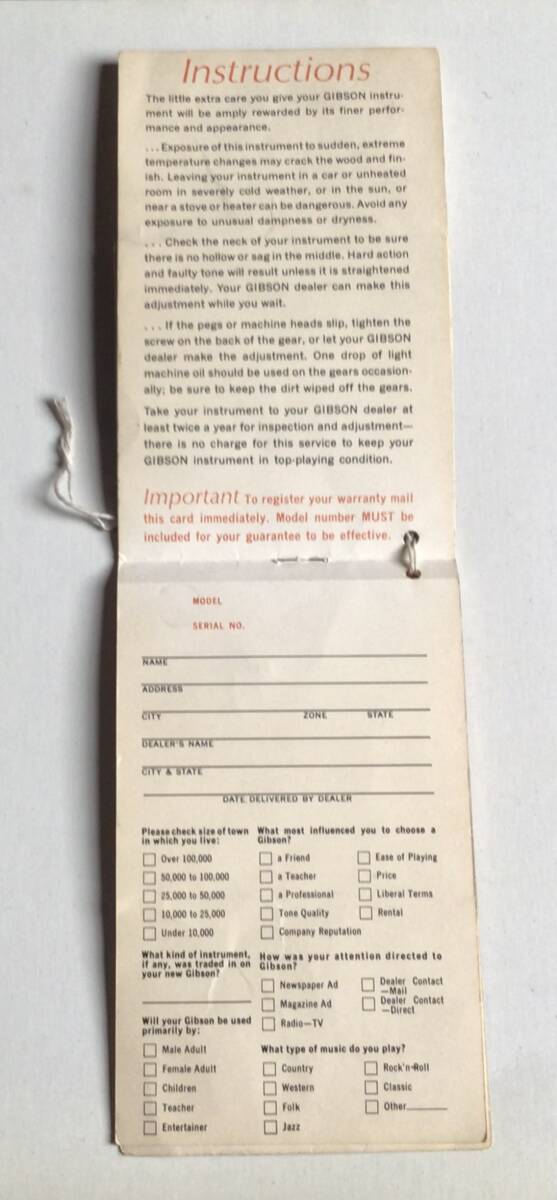 Instructions
The little extra care you give your GIBSON instru-
ment will be amply rewarded by its finer perfor-
mance and appearance.
...Exposure of this instrument to sudden, extreme
temperature changes may crack the wood and fin-
ish. Leaving your instrument in a car or unheated
room in severely cold weather, or in the sun, or
near a stove or heater can be dangerous. Avoid any
exposure to unusual dampness or dryness.
...Check the neck of your instrument to be sure
there is no hollow or sag in the middle. Hard action
and faulty tone will result unless it is straightened
immediately. Your GIBSON dealer can make this
adjustment while you wait.
...If the pegs or machine heads slip, tighten the
screw on the back of the gear, or let your GIBSON
dealer make the adjustment. One drop of light
machine oil should be used on the gears occasion-
ally; be sure to keep the dirt wiped off the gears.
Take your instrument to your GIBSON dealer at
least twice a year for inspection and adjustment—
there is no charge for this service to keep your
GIBSON instrument in top-playing condition.
Important To register your warranty mail
this card immediately. Model number MUST be
included for your guarantee to be effective.
MODEL
SERIAL NO.
NAME
ADDRESS
CITY ZONE STATE
DEALER'S NAME
CITY & STATE
DATE DELIVERED BY DEALER
Please check size of town
in which you live:
Over 100,000
50,000 to 100,000
25,000 to 50,000
10,000 to 25,000
Under 10,000
What most influenced you to choose a
Gibson?
a Friend
a Teacher
a Professional
Tone Quality
Company Reputation
Ease of Playing
Price
Liberal Terms
Rental
What kind of instrument,
if any, was traded in on
your new Gibson?
How was your attention directed to
Gibson?
Newspaper Ad
Magazine Ad
Radio—TV
Dealer Contact
—Mail
Dealer Contact
—Direct
Will your Gibson be used
primarily by:
Male Adult
Female Adult
Children
Teacher
Entertainer
What type of music do you play?
Country
Western
Folk
Jazz
Rock'n-Roll
Classic
Other